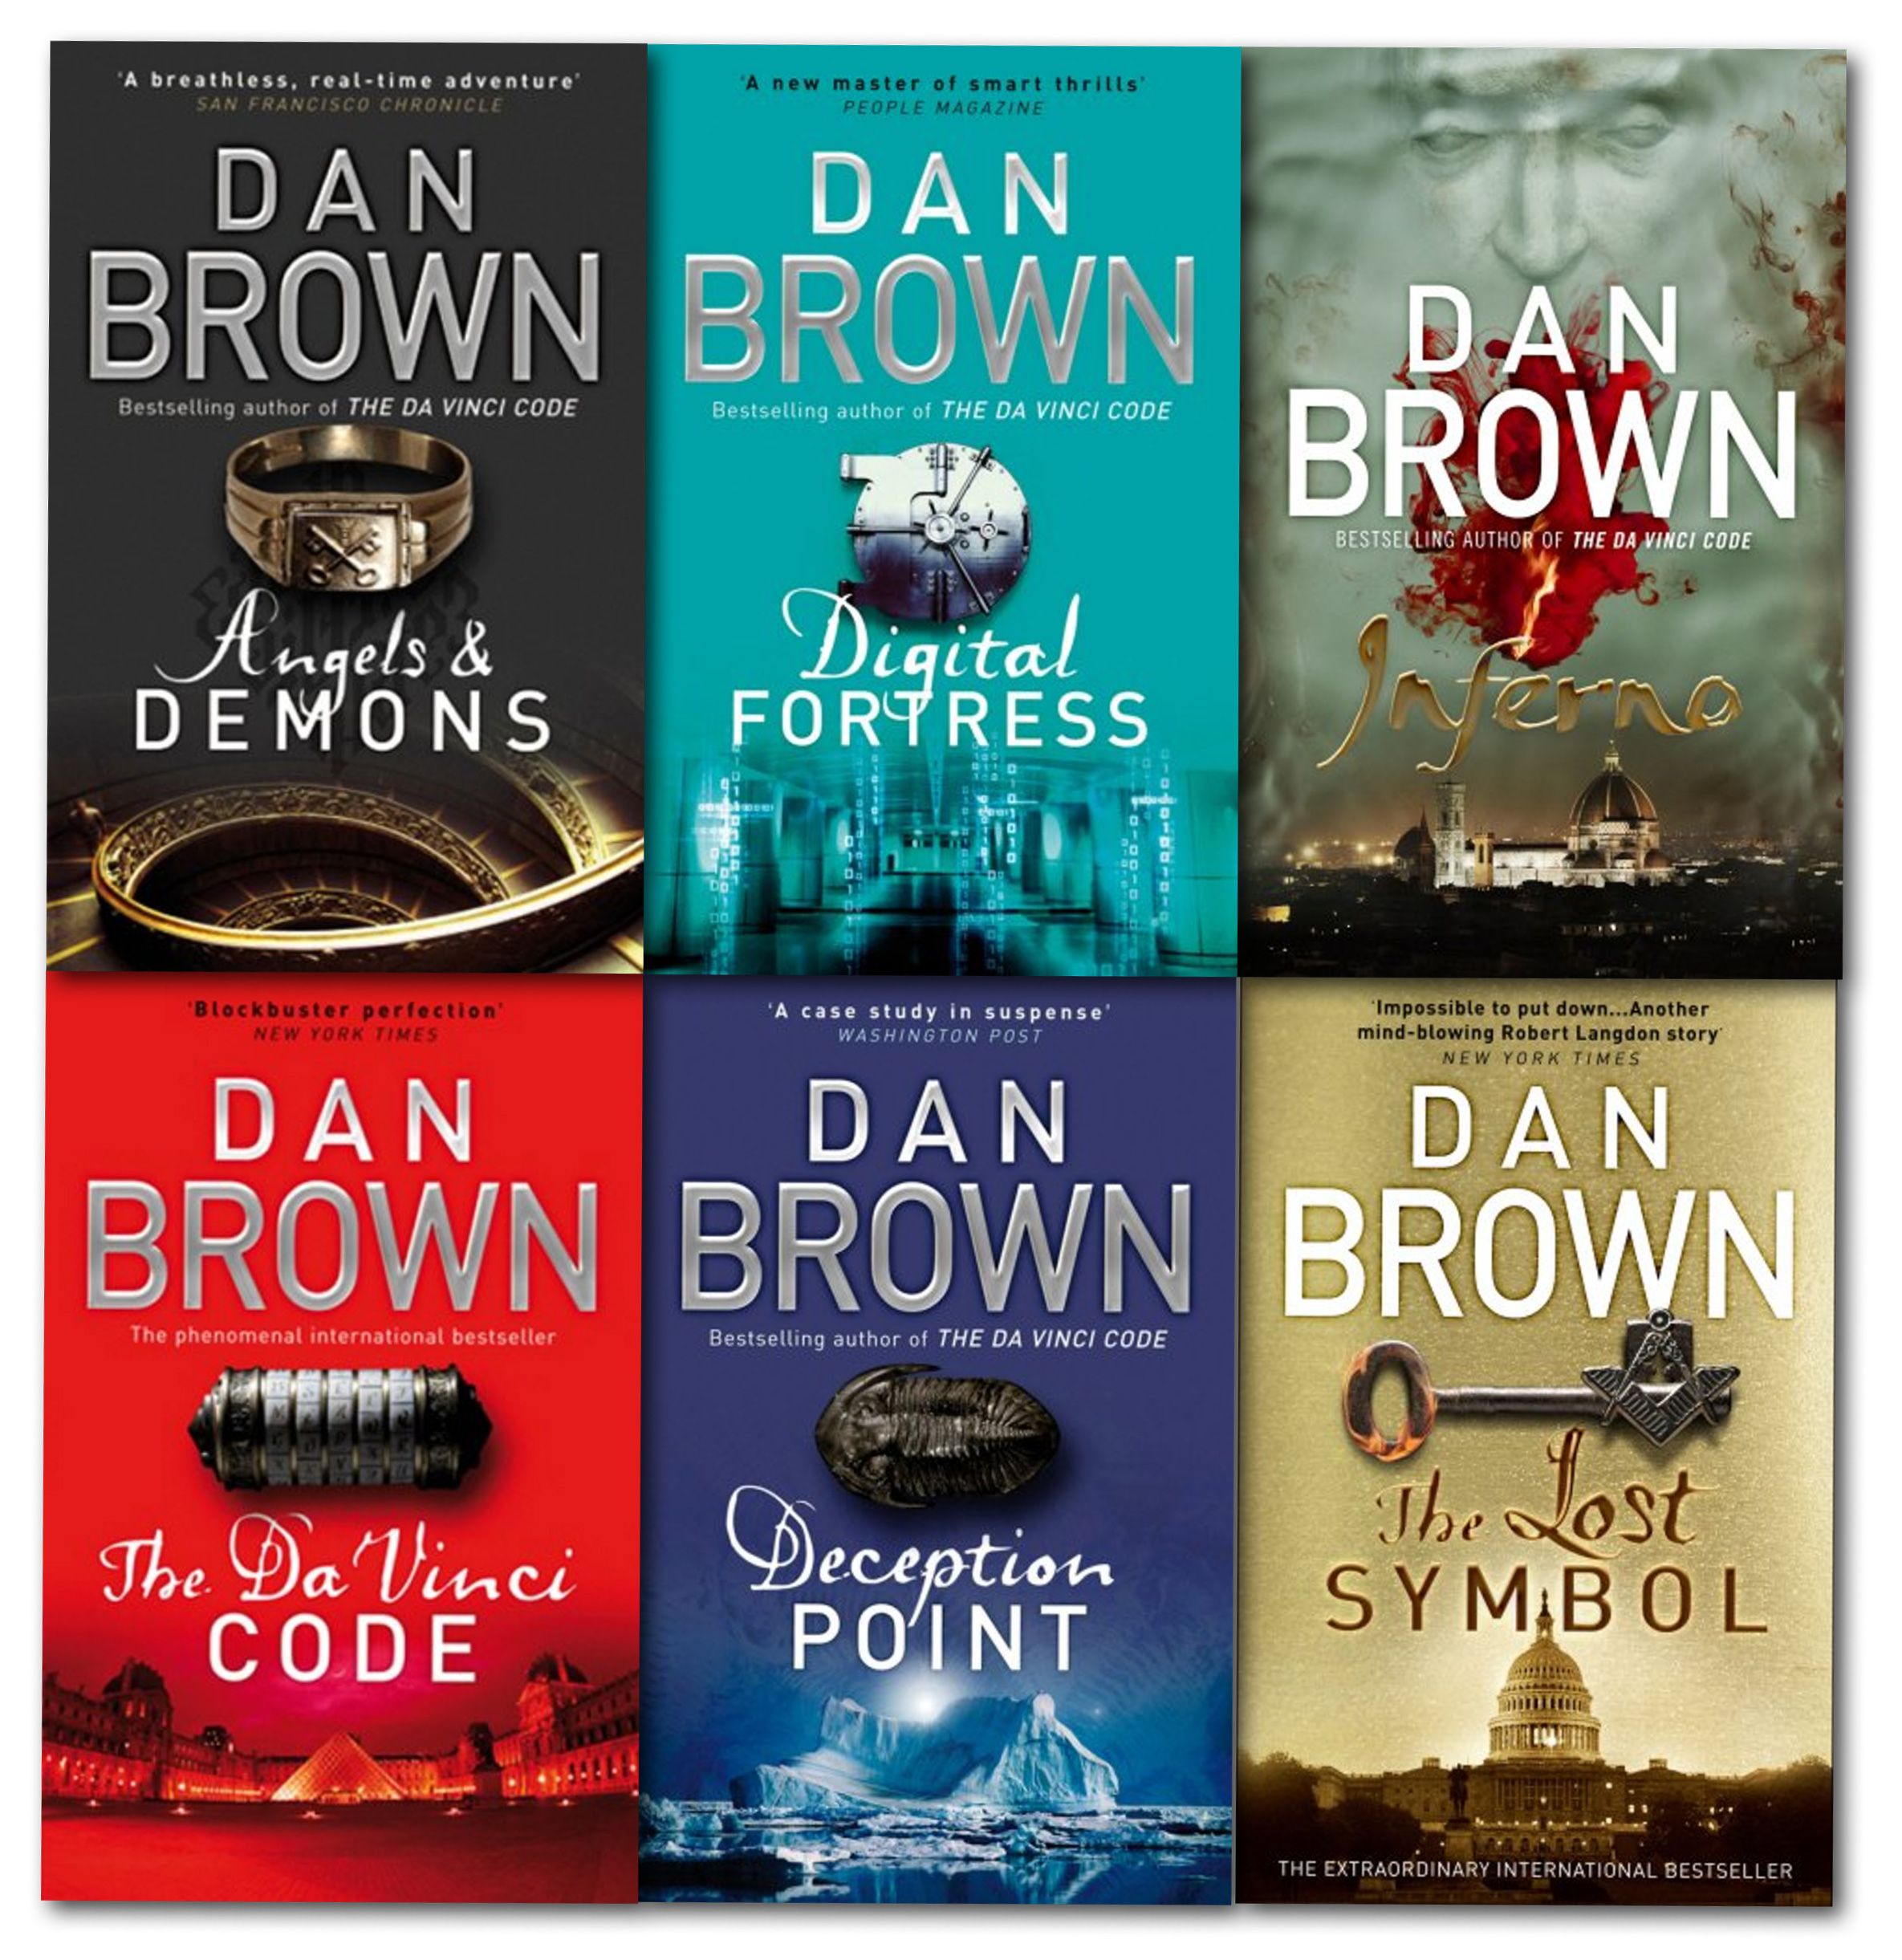 'A breathless, real-time adventure'
SAN FRANCISCO CHRONICLE
DAN
BROWN
Bestselling author of THE DA VINCI CODE
Angels &
DEMONS
'A new master of smart thrills'
PEOPLE MAGAZINE
DAN
BROWN
Bestselling author of THE DA VINCI CODE
Digital
FORTRESS
DAN
BROWN
BESTSELLING AUTHOR OF THE DA VINCI CODE
Inferno
'Blockbuster perfection'
NEW YORK TIMES
DAN
BROWN
The phenomenal international bestseller
The Da Vinci
CODE
'A case study in suspense'
WASHINGTON POST
DAN
BROWN
Bestselling author of THE DA VINCI CODE
Deception
POINT
'Impossible to put down...Another
mind-blowing Robert Langdon story'
NEW YORK TIMES
DAN
BROWN
The Lost
SYMBOL
THE EXTRAORDINARY INTERNATIONAL BESTSELLER